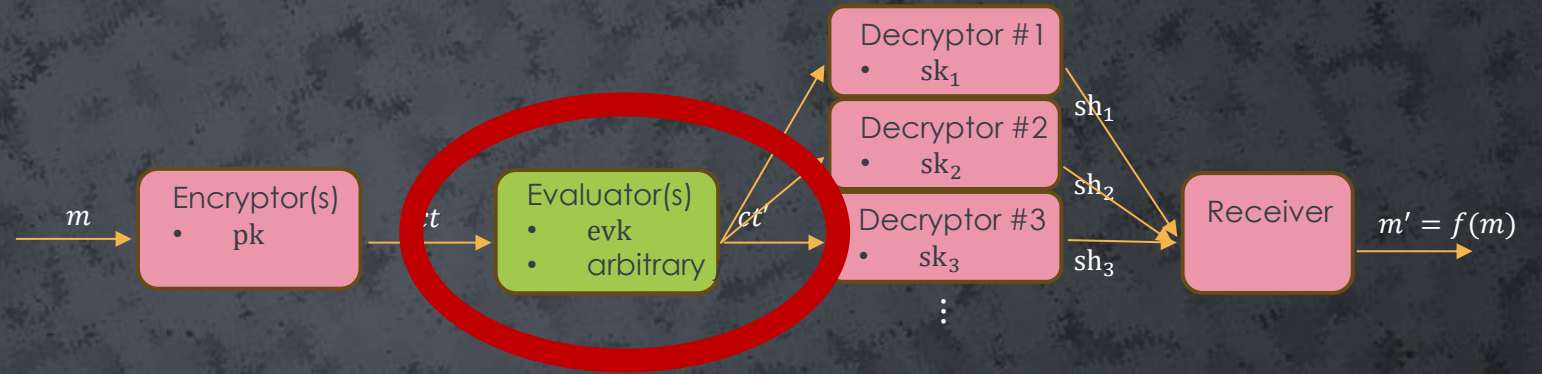 m
Encryptor(s)
• pk
ct
Evaluator(s)
• evk
• arbitrary
ct'
Decryptor #1
• sk₁
Decryptor #2
• sk₂
Decryptor #3
• sk₃
⋮
sh₁
sh₂
sh₃
Receiver
m' = f(m)